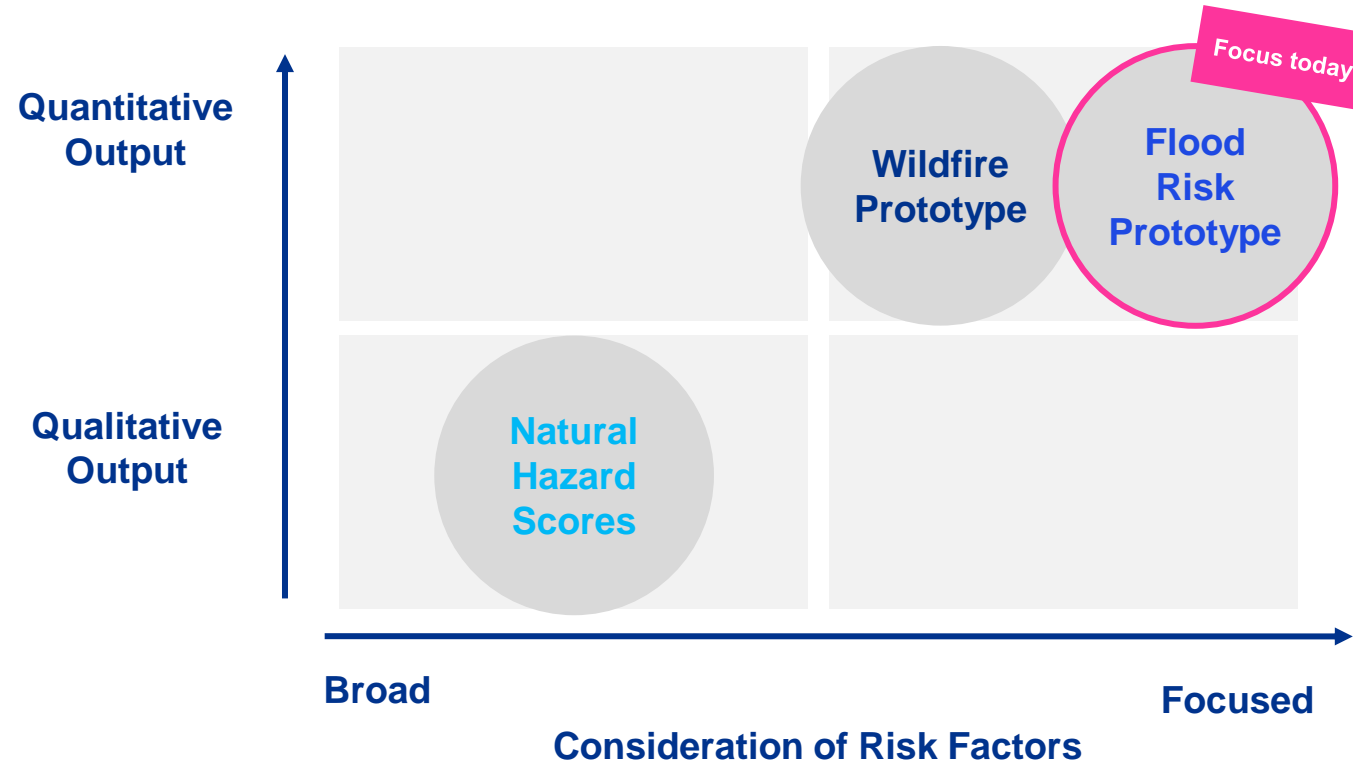 Focus today
Quantitative
Output
Wildfire
Prototype
Flood
Risk
Prototype
Qualitative
Output
Natural
Hazard
Scores
Broad
Focused
Consideration of Risk Factors